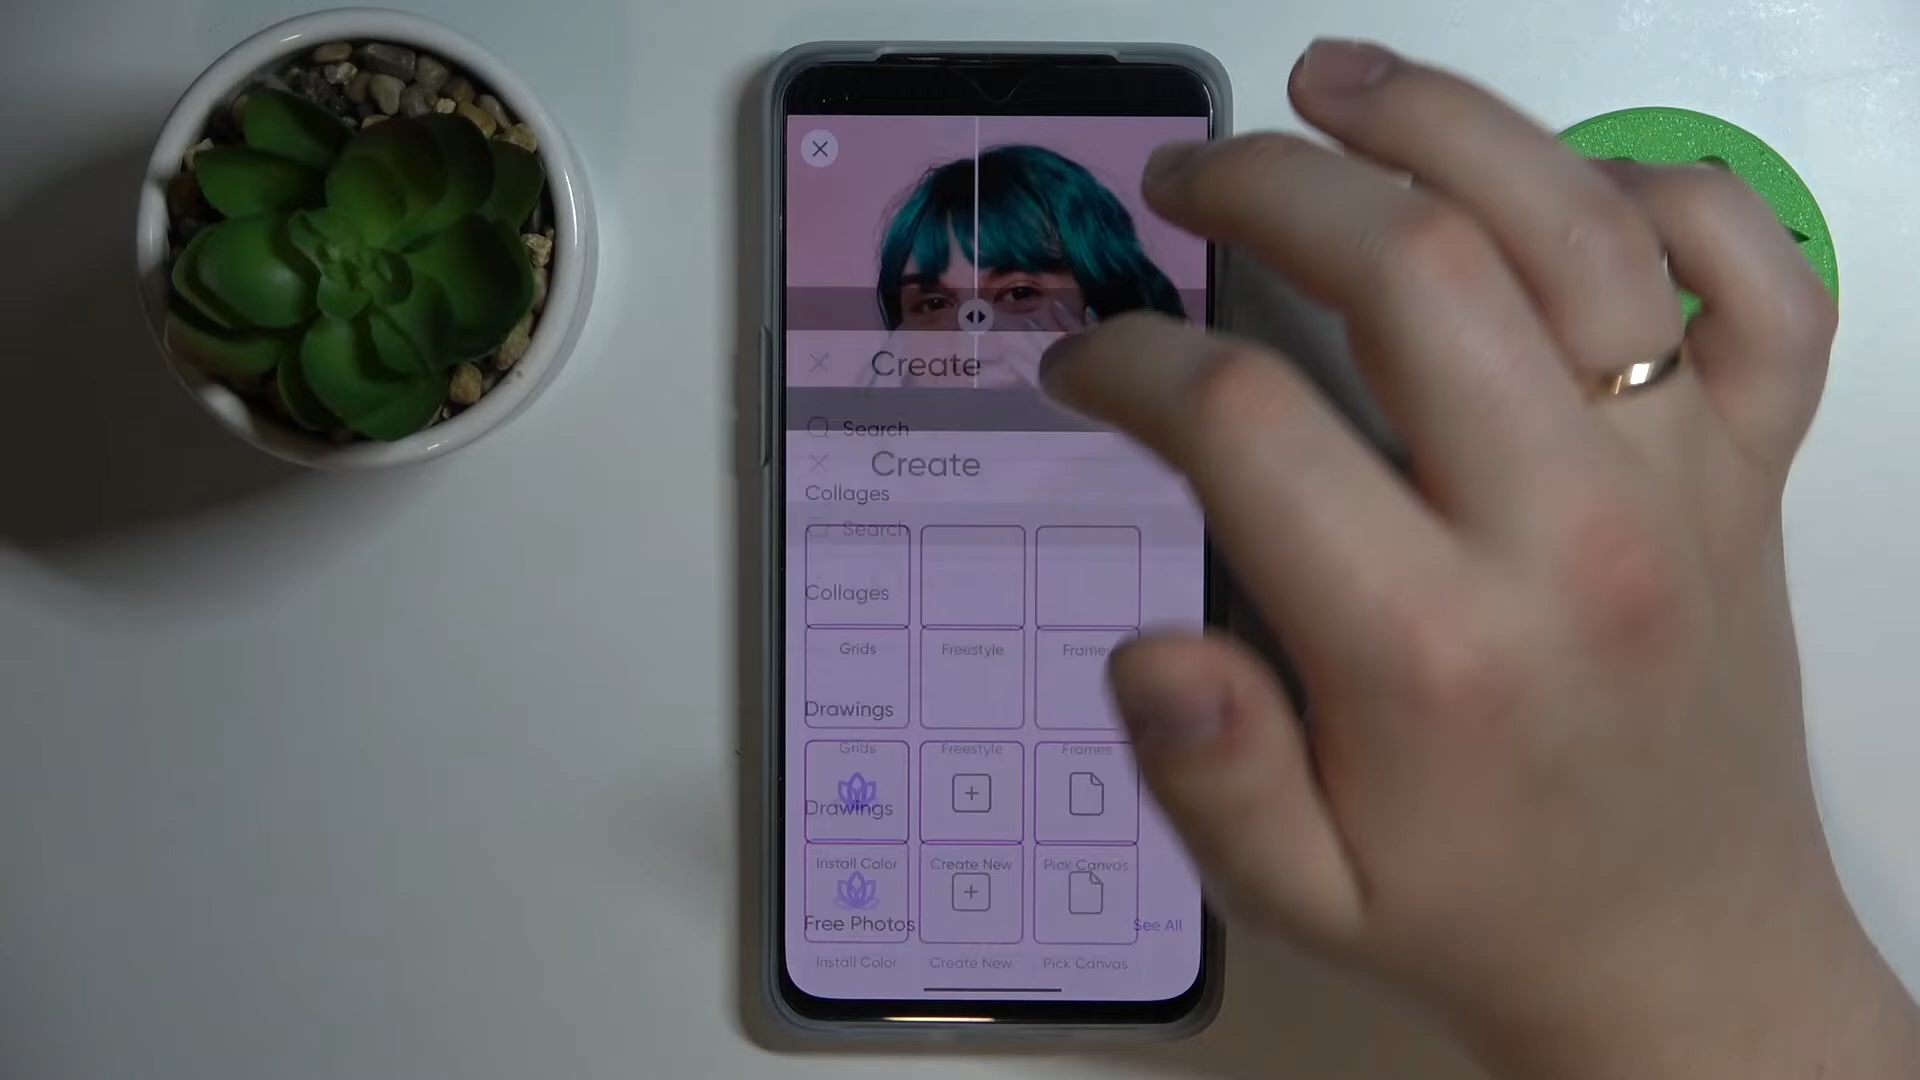 Create
Search
Create
Collages
Search
Collages
Grids Freestyle Frames
Drawings
Grids Freestyle Frames
Drawings
Install Color Create New Pick Canvas
Free Photos See All
Install Color Create New Pick Canvas